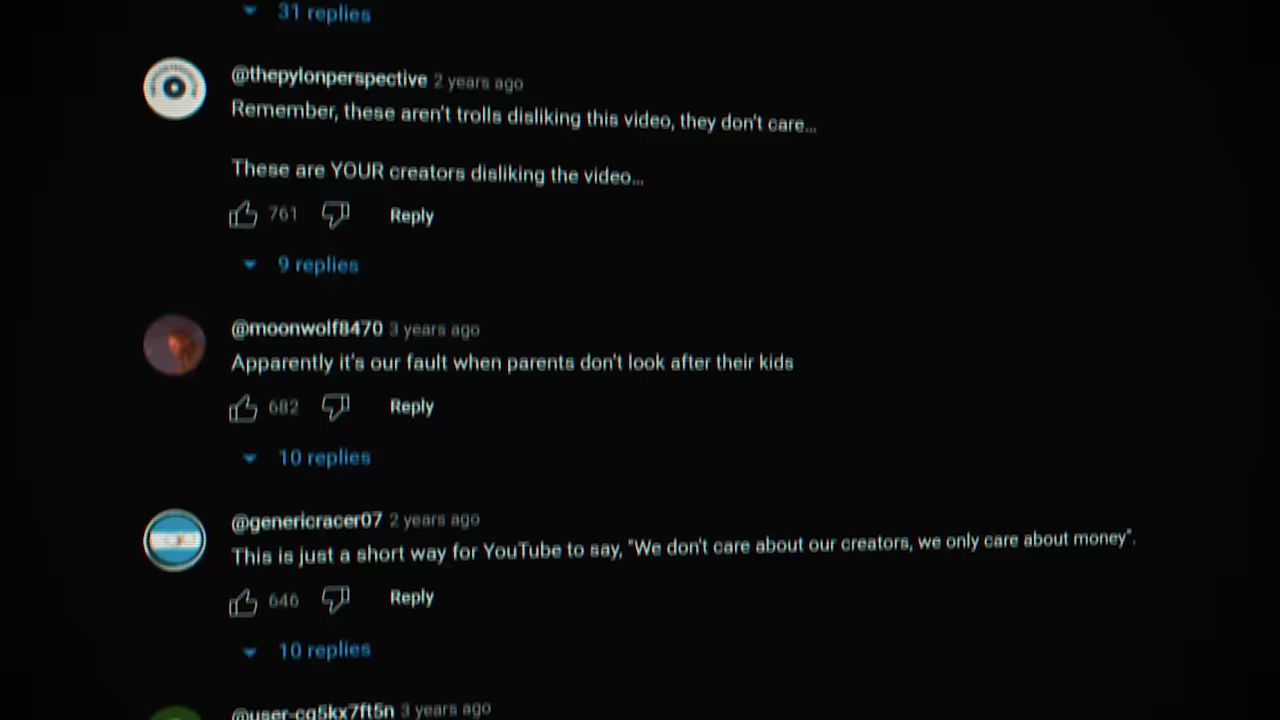 31 replies
@thepylonperspective 2 years ago
Remember, these aren't trolls disliking this video, they don't care...
These are YOUR creators disliking the video...
761 Reply
9 replies
@moonwolf8470 3 years ago
Apparently it's our fault when parents don't look after their kids
682 Reply
10 replies
@genericracer07 2 years ago
This is just a short way for YouTube to say, "We don't care about our creators, we only care about money".
646 Reply
10 replies
@user-cg5kx7ft5n 3 years ago